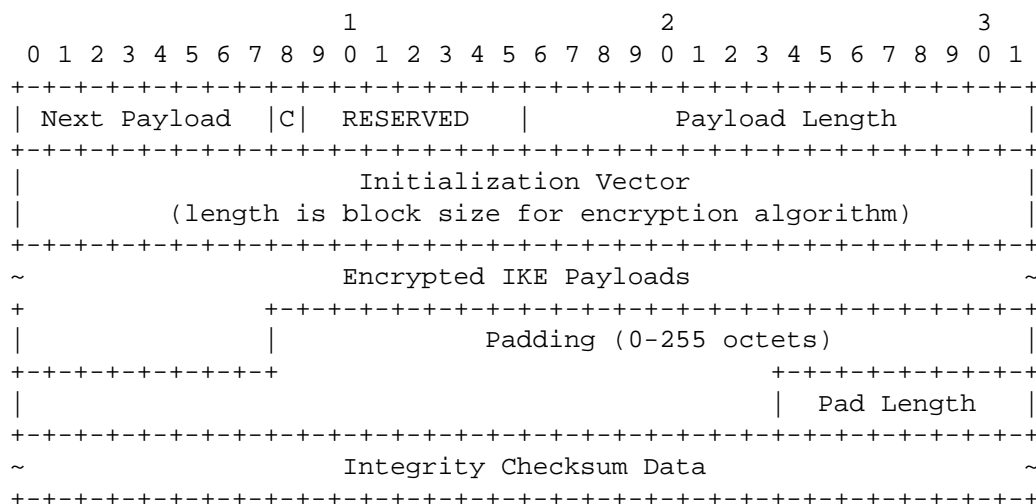 1                   2                   3
 0 1 2 3 4 5 6 7 8 9 0 1 2 3 4 5 6 7 8 9 0 1 2 3 4 5 6 7 8 9 0 1
+-+-+-+-+-+-+-+-+-+-+-+-+-+-+-+-+-+-+-+-+-+-+-+-+-+-+-+-+-+-+-+-+
| Next Payload  |C|  RESERVED   |         Payload Length        |
+-+-+-+-+-+-+-+-+-+-+-+-+-+-+-+-+-+-+-+-+-+-+-+-+-+-+-+-+-+-+-+-+
|                     Initialization Vector                     |
|         (length is block size for encryption algorithm)       |
+-+-+-+-+-+-+-+-+-+-+-+-+-+-+-+-+-+-+-+-+-+-+-+-+-+-+-+-+-+-+-+-+
~                    Encrypted IKE Payloads                     ~
+               +-+-+-+-+-+-+-+-+-+-+-+-+-+-+-+-+-+-+-+-+-+-+-+-+
|               |             Padding (0-255 octets)            |
+-+-+-+-+-+-+-+-+                               +-+-+-+-+-+-+-+-+
|                                               |  Pad Length   |
+-+-+-+-+-+-+-+-+-+-+-+-+-+-+-+-+-+-+-+-+-+-+-+-+-+-+-+-+-+-+-+-+
~                    Integrity Checksum Data                    ~
+-+-+-+-+-+-+-+-+-+-+-+-+-+-+-+-+-+-+-+-+-+-+-+-+-+-+-+-+-+-+-+-+